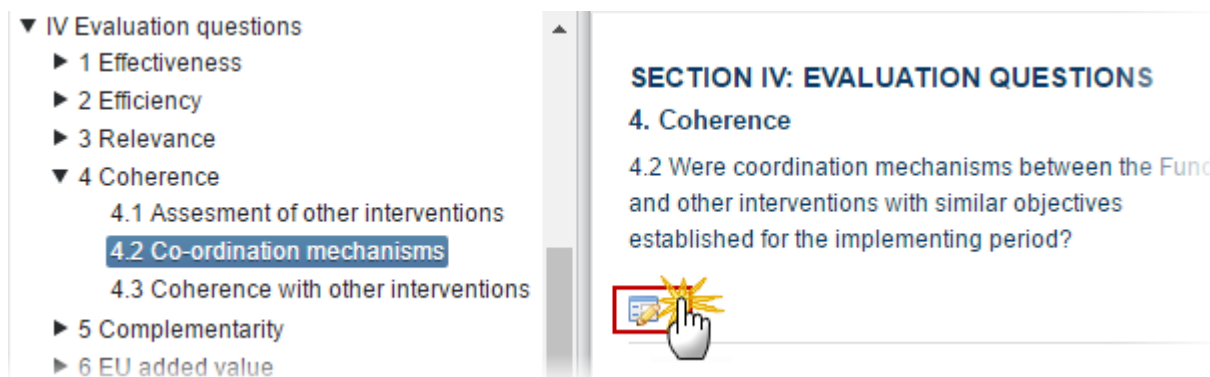 IV Evaluation questions
1 Effectiveness
2 Efficiency
3 Relevance
4 Coherence
4.1 Assesment of other interventions
4.2 Co-ordination mechanisms
4.3 Coherence with other interventions
5 Complementarity
6 EU added value
SECTION IV: EVALUATION QUESTIONS
4. Coherence
4.2 Were coordination mechanisms between the Func
and other interventions with similar objectives
established for the implementing period?